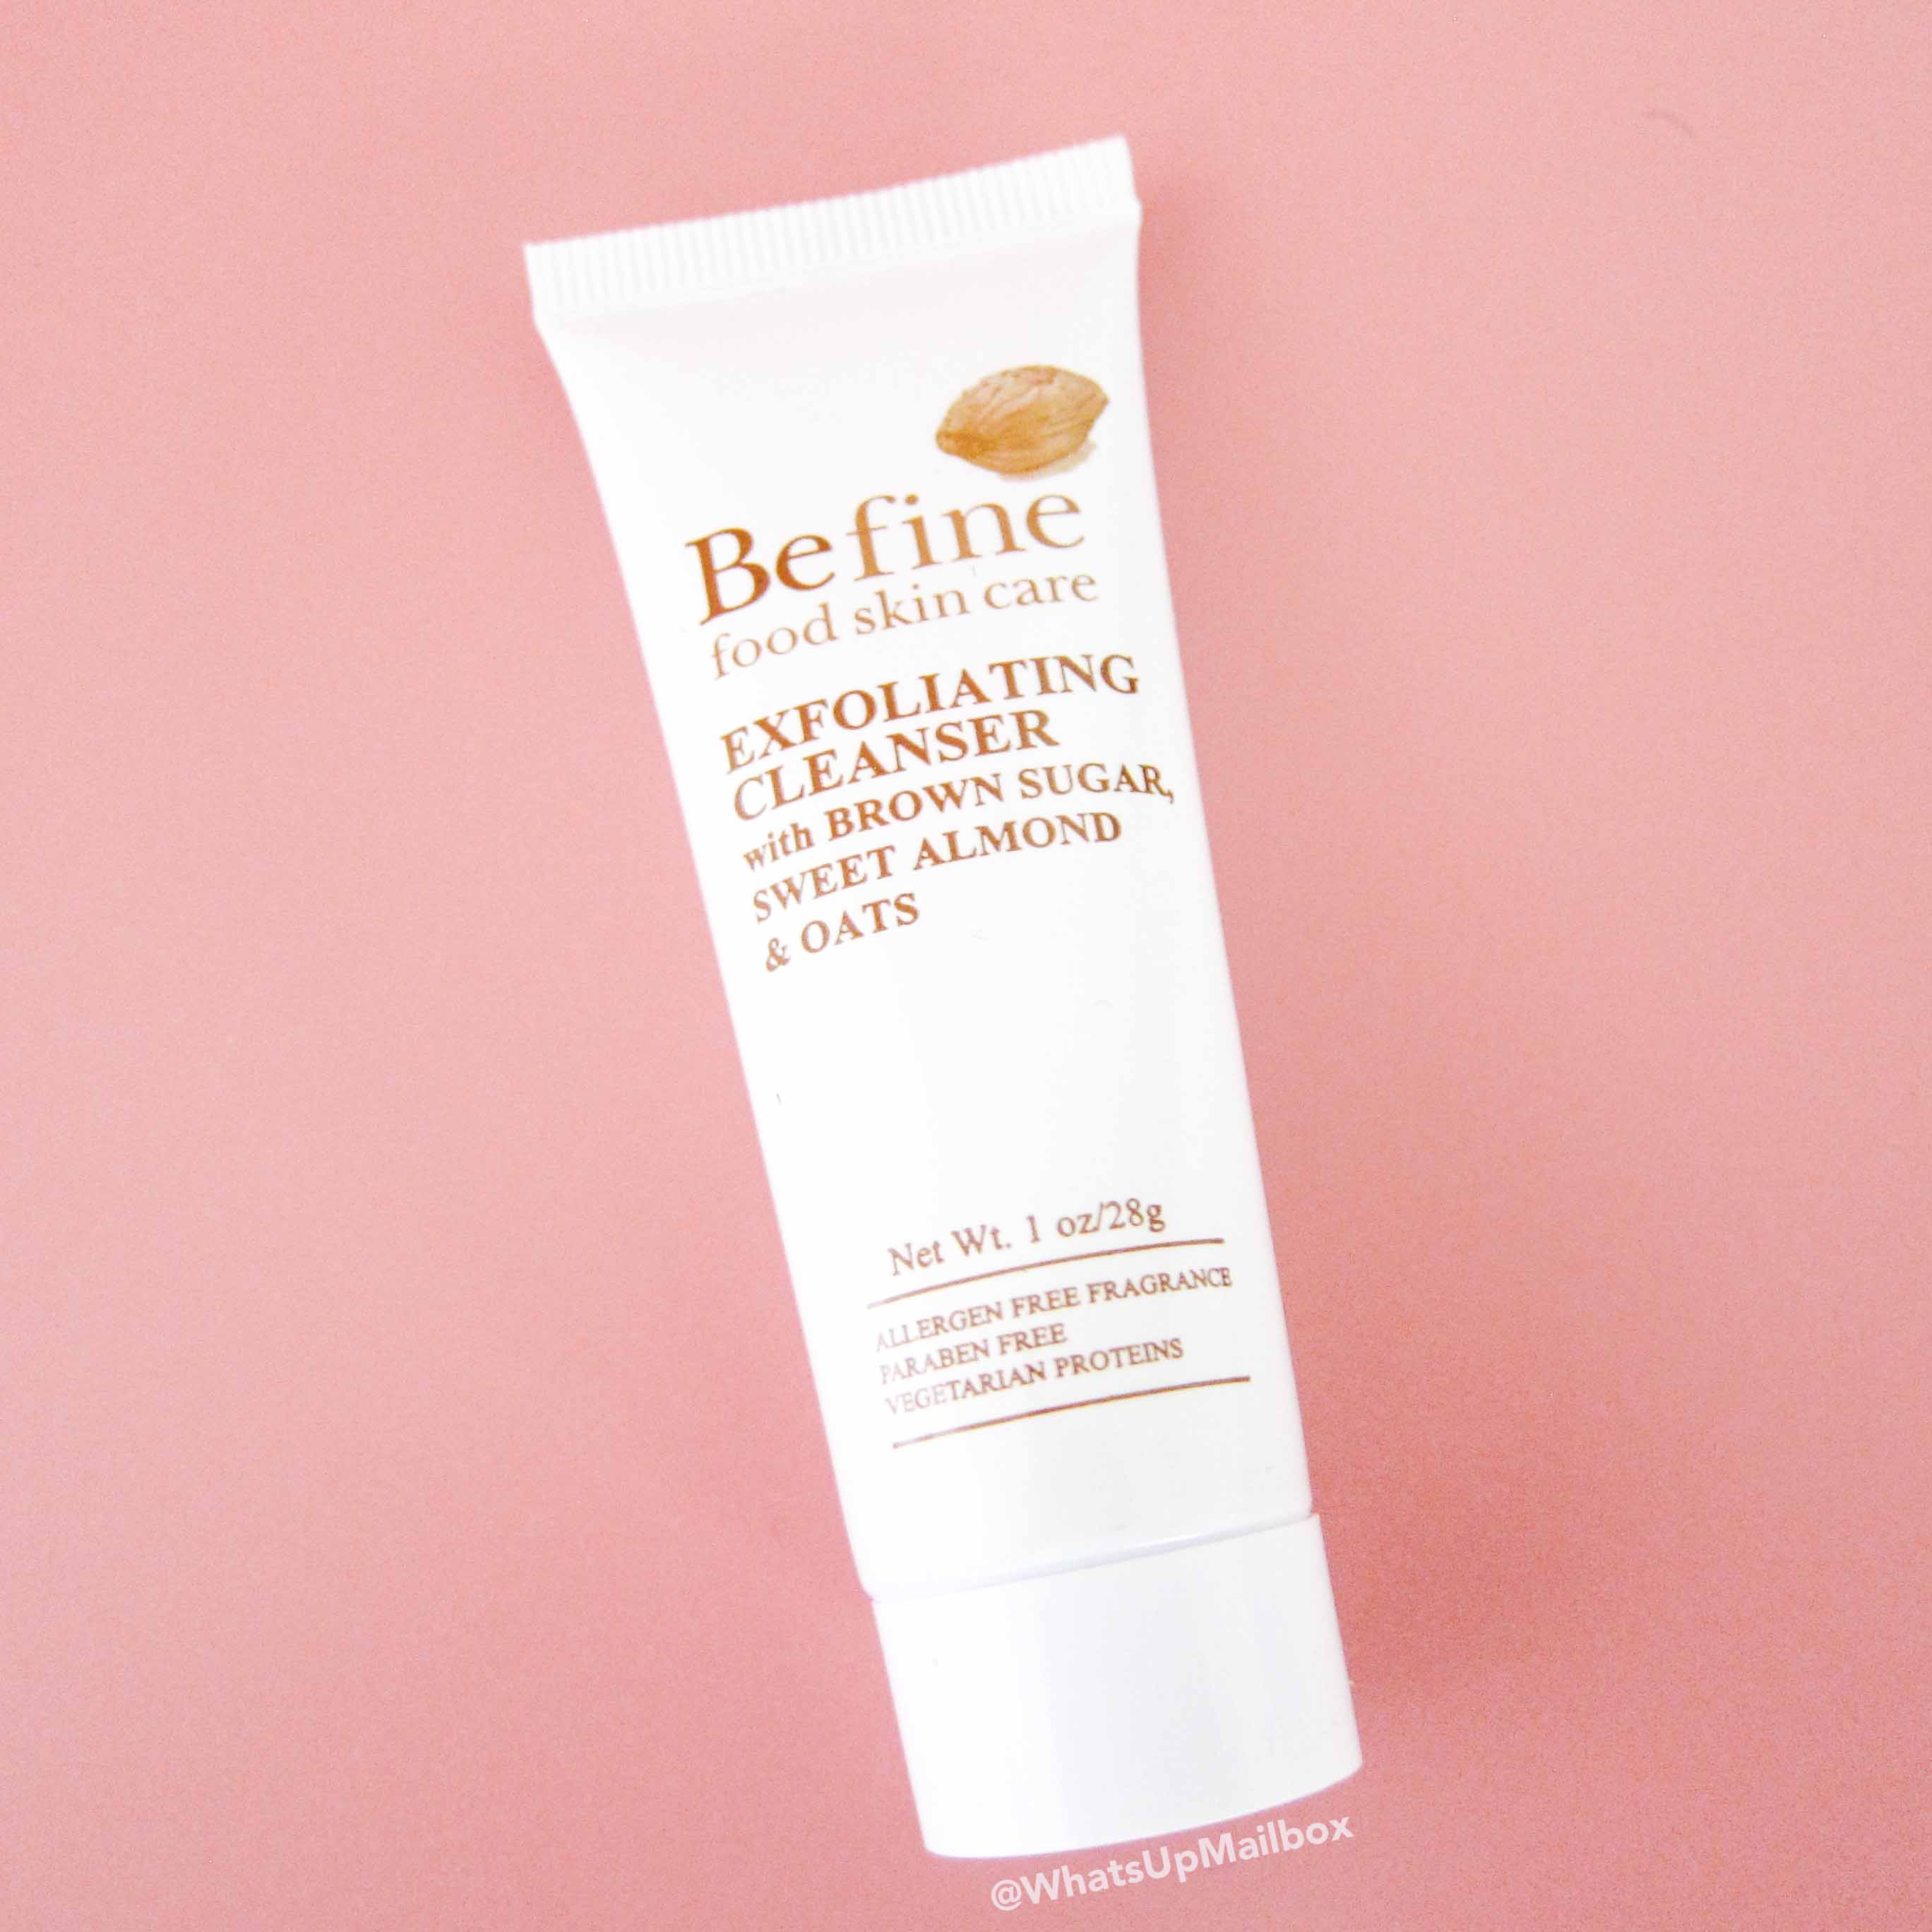 Befine
food skin care
EXFOLIATING
CLEANSER
with BROWN SUGAR,
SWEET ALMOND
& OATS
Net Wt. 1 oz/28g
ALLERGEN FREE FRAGRANCE
PARABEN FREE
VEGETARIAN PROTEINS
@WhatsUpMailbox